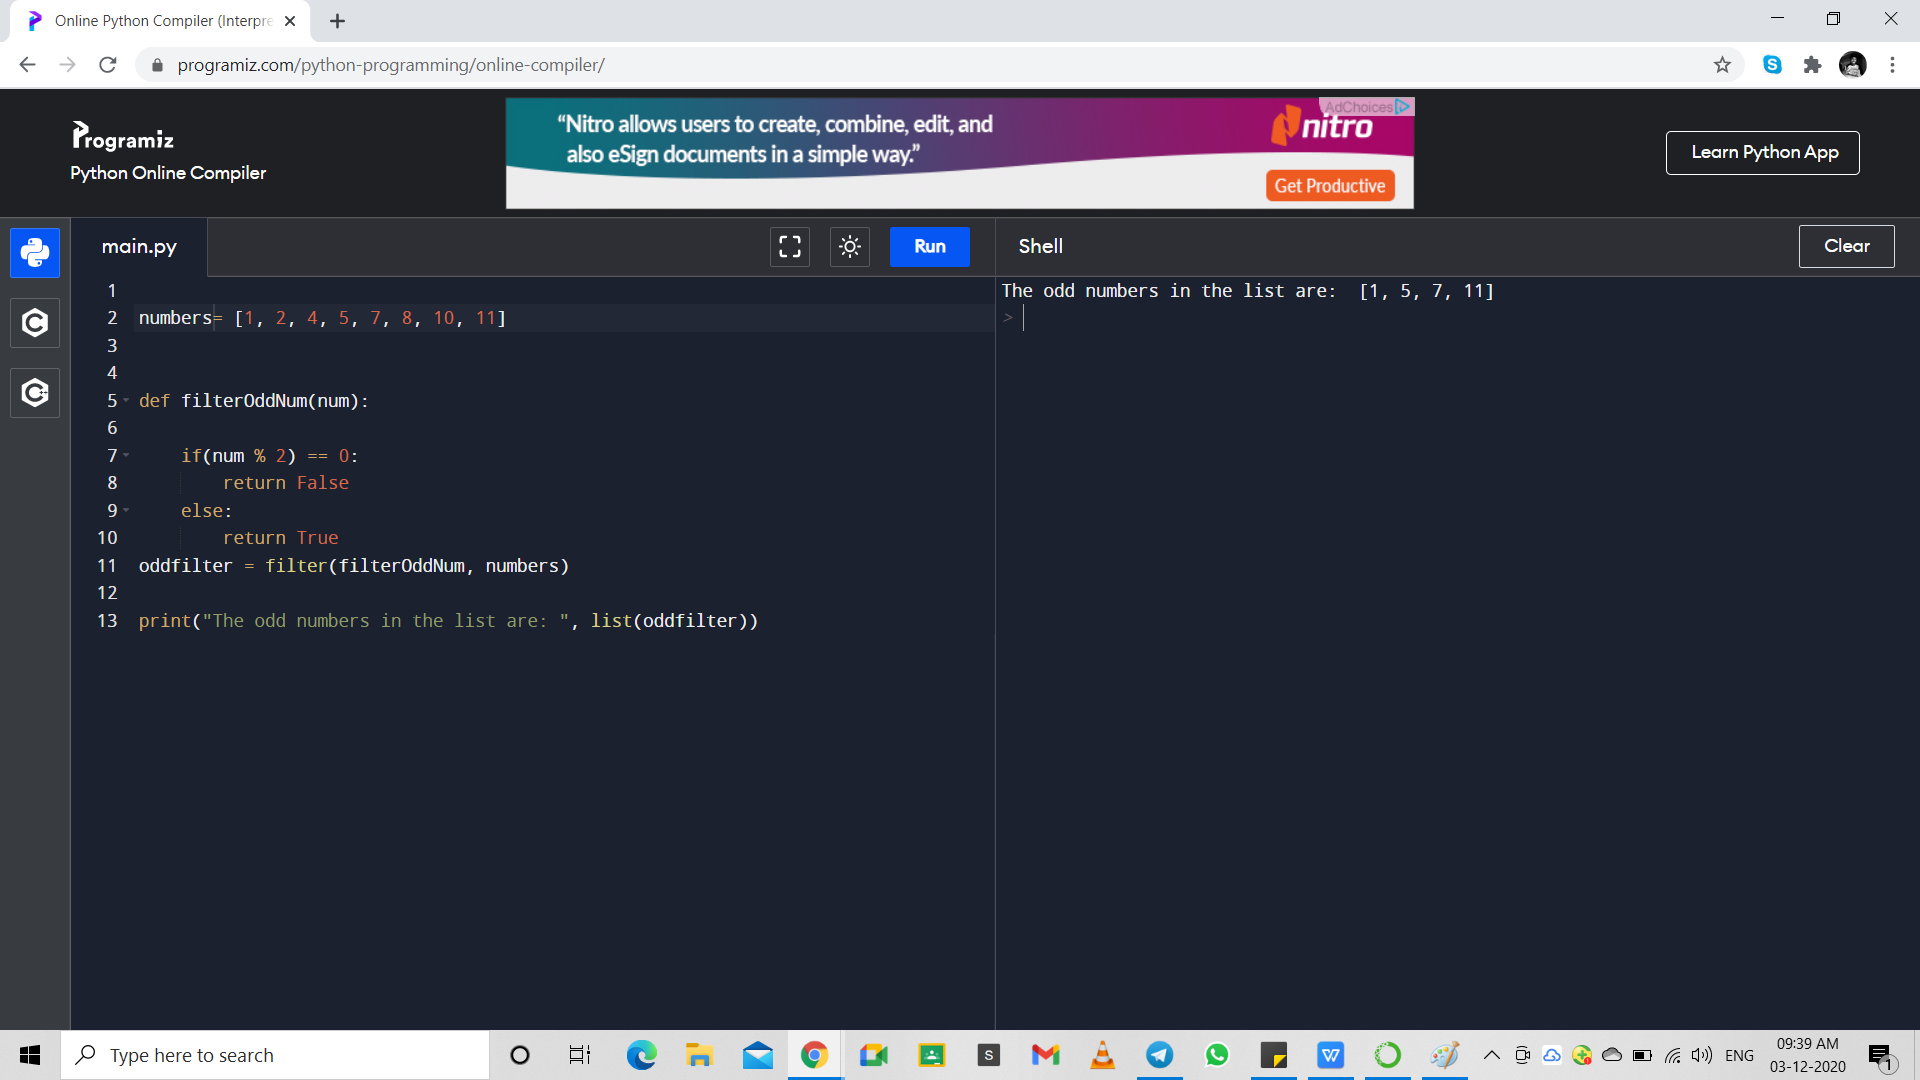 Online Python Compiler (Interpre
programiz.com/python-programming/online-compiler/
Programiz
Python Online Compiler
“Nitro allows users to create, combine, edit, and
also eSign documents in a simple way.”
AdChoices
nitro
Get Productive
Learn Python App
main.py
Run
Shell
Clear
1
2 numbers= [1, 2, 4, 5, 7, 8, 10, 11]
3
4
5 def filterOddNum(num):
6
7     if(num % 2) == 0:
8         return False
9     else:
10         return True
11 oddfilter = filter(filterOddNum, numbers)
12
13 print("The odd numbers in the list are: ", list(oddfilter))
The odd numbers in the list are:  [1, 5, 7, 11]
>
Type here to search
ENG
09:39 AM
03-12-2020
1